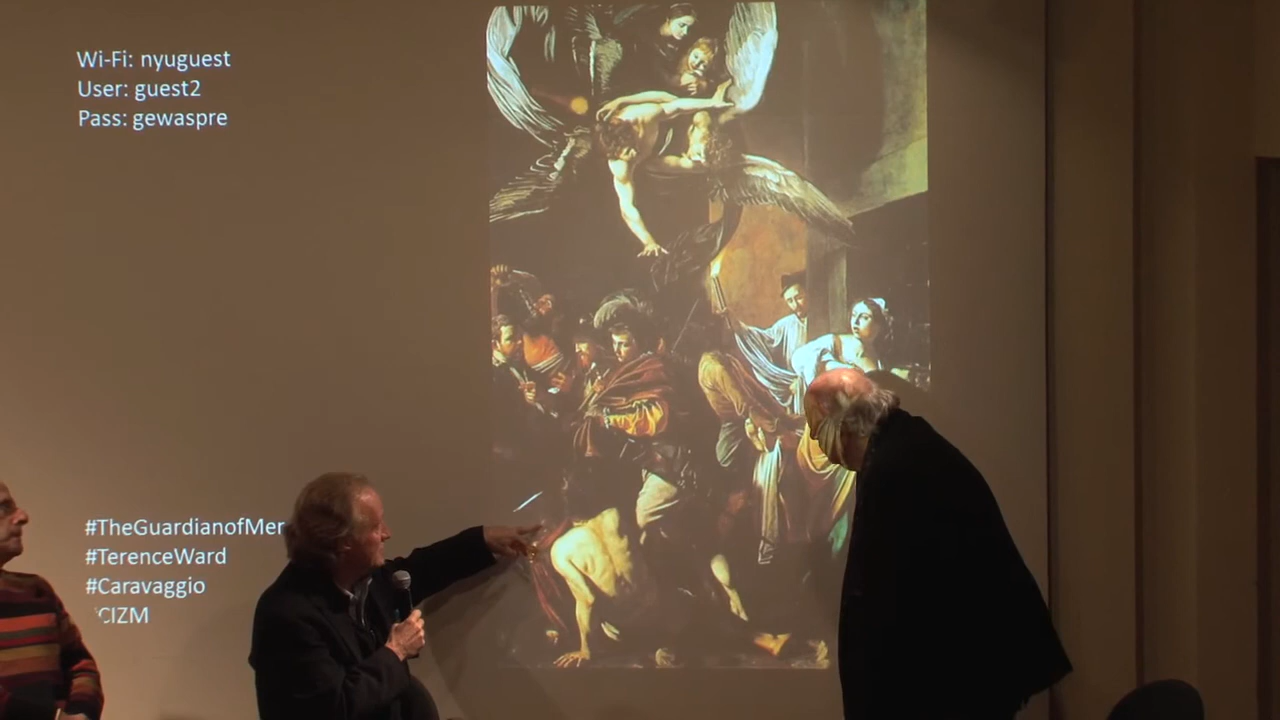 Wi-Fi: nyuguest
User: guest2
Pass: gewaspre
#TheGuardianofMer
#TerenceWard
#Caravaggio
CIZM